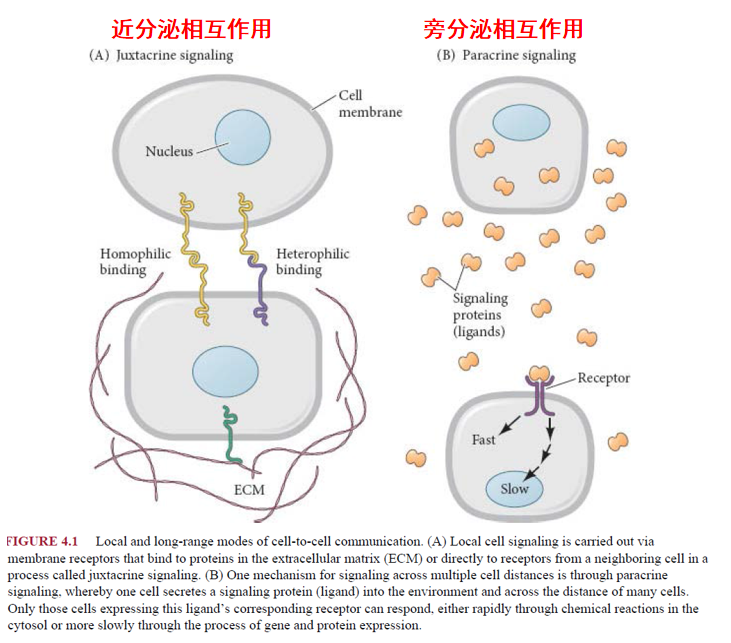 近分泌相互作用
(A) Juxtacrine signaling
Cell
membrane
Nucleus
Homophilic
binding
Heterophilic
binding
ECM
旁分泌相互作用
(B) Paracrine signaling
Signaling
proteins
(ligands)
Receptor
Fast
Slow
FIGURE 4.1 Local and long-range modes of cell-to-cell communication. (A) Local cell signaling is carried out via
membrane receptors that bind to proteins in the extracellular matrix (ECM) or directly to receptors from a neighboring cell in a
process called juxtacrine signaling. (B) One mechanism for signaling across multiple cell distances is through paracrine
signaling, whereby one cell secretes a signaling protein (ligand) into the environment and across the distance of many cells.
Only those cells expressing this ligand’s corresponding receptor can respond, either rapidly through chemical reactions in the
cytosol or more slowly through the process of gene and protein expression.